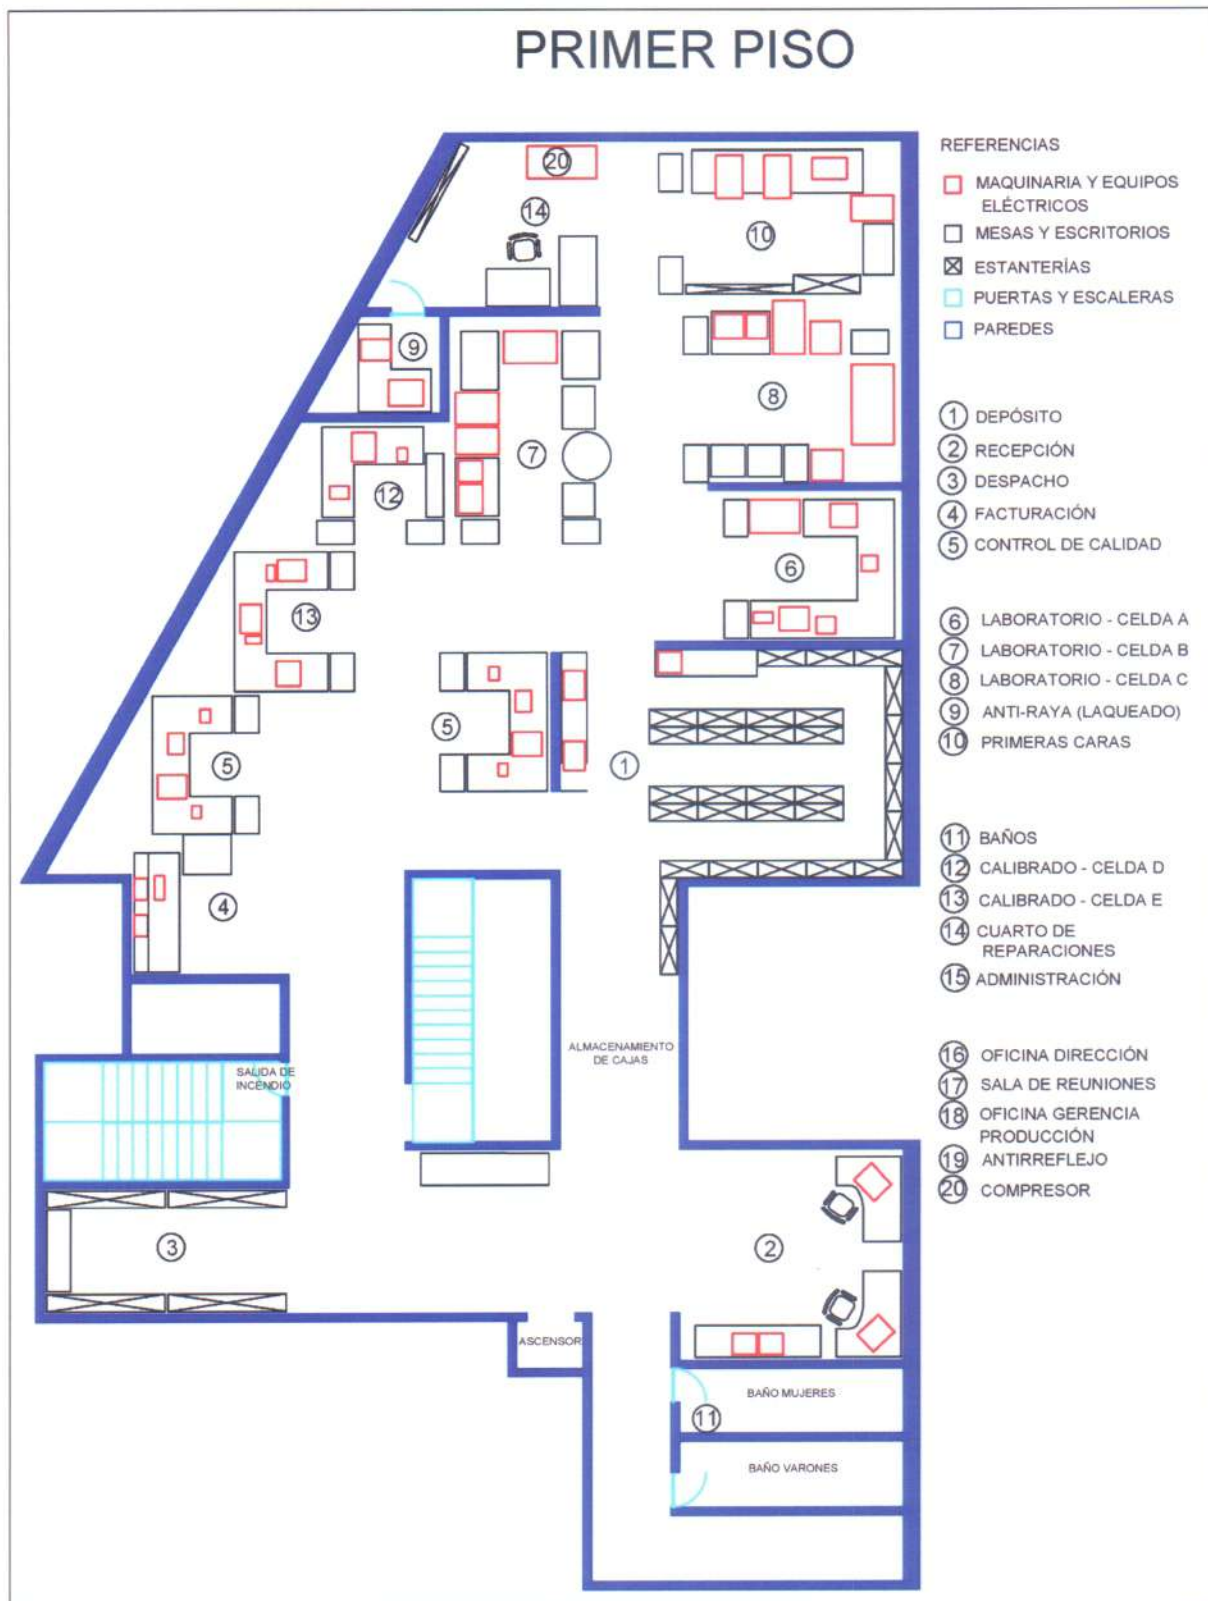 PRIMER PISO
REFERENCIAS
MAQUINARIA Y EQUIPOS
ELÉCTRICOS
MESAS Y ESCRITORIOS
ESTANTERÍAS
PUERTAS Y ESCALERAS
PAREDES
1 DEPÓSITO
2 RECEPCIÓN
3 DESPACHO
4 FACTURACIÓN
5 CONTROL DE CALIDAD
6 LABORATORIO - CELDA A
7 LABORATORIO - CELDA B
8 LABORATORIO - CELDA C
9 ANTI-RAYA (LAQUEADO)
10 PRIMERAS CARAS
11 BAÑOS
12 CALIBRADO - CELDA D
13 CALIBRADO - CELDA E
14 CUARTO DE
REPARACIONES
15 ADMINISTRACIÓN
16 OFICINA DIRECCIÓN
17 SALA DE REUNIONES
18 OFICINA GERENCIA
PRODUCCIÓN
19 ANTIRREFLEJO
20 COMPRESOR
20
14
10
9
8
7
12
6
13
5
5
1
4
ALMACENAMIENTO
DE CAJAS
SALIDA DE
INCENDIO
3
2
ASCENSOR
BAÑO MUJERES
11
BAÑO VARONES